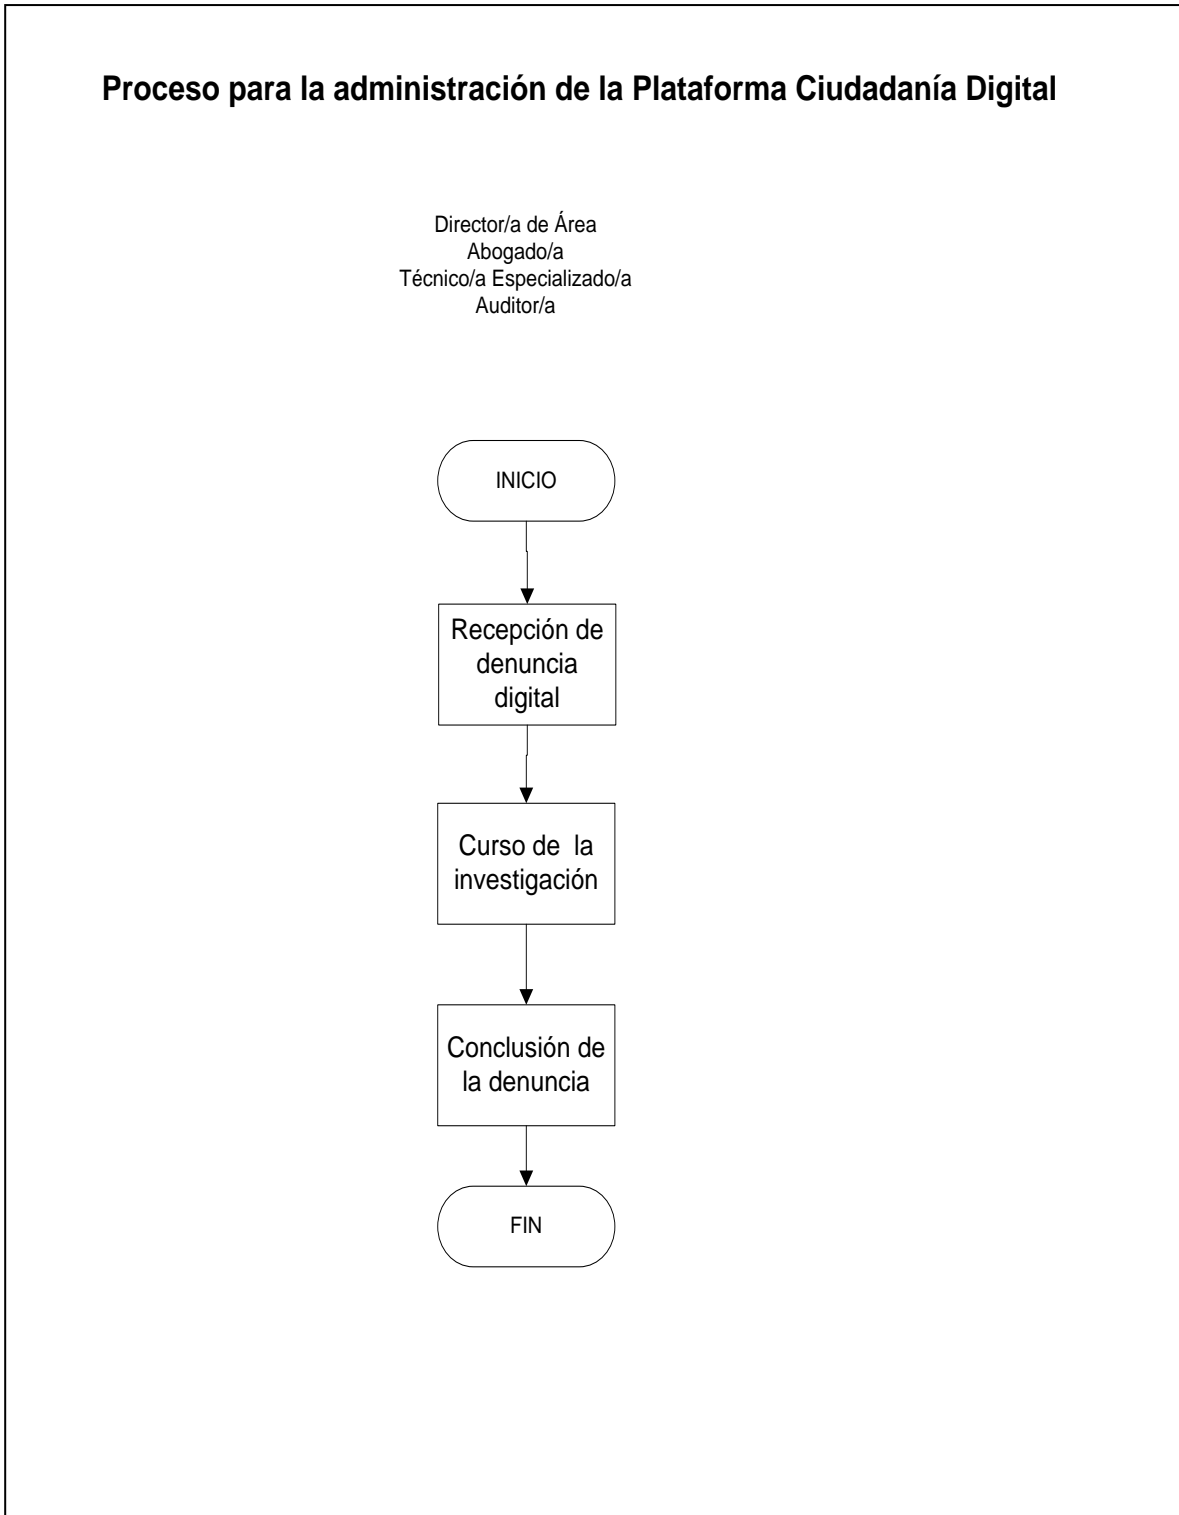 Proceso para la administración de la Plataforma Ciudadanía Digital
Director/a de Área
Abogado/a
Técnico/a Especializado/a
Auditor/a
INICIO
Recepción de
denuncia
digital
Curso de  la
investigación
Conclusión de
la denuncia
FIN